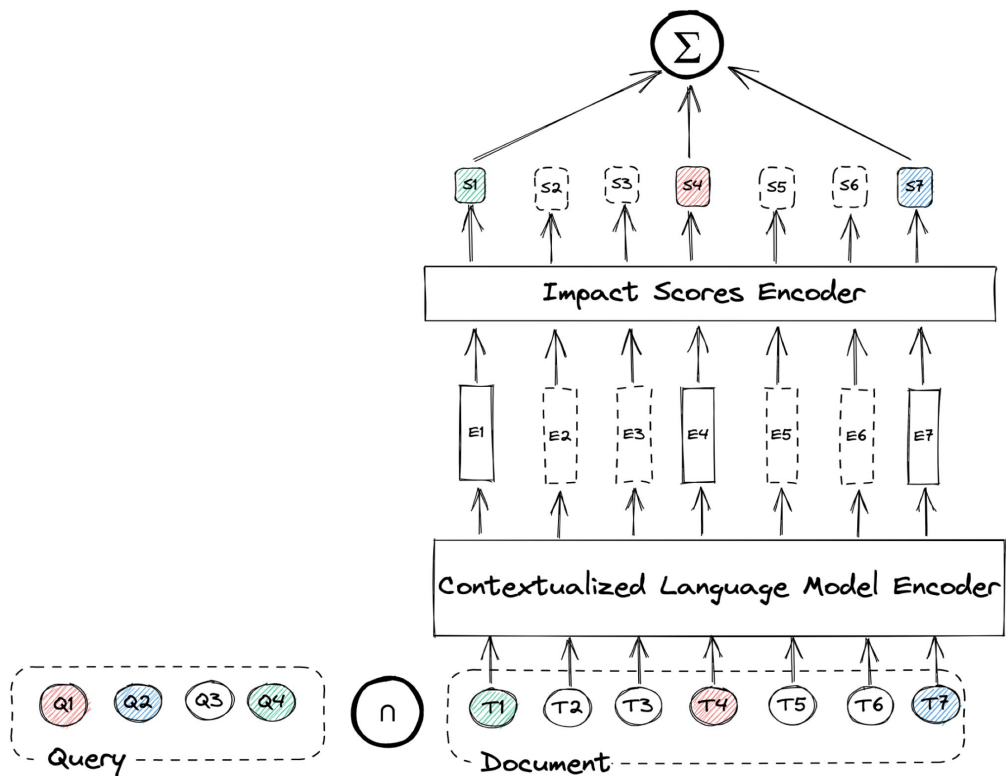 Σ
S1 S2 S3 S4 S5 S6 S7
Impact Scores Encoder
E1 E2 E3 E4 E5 E6 E7
Contextualized Language Model Encoder
Q1 Q2 Q3 Q4 ∩ T1 T2 T3 T4 T5 T6 T7
Query Document